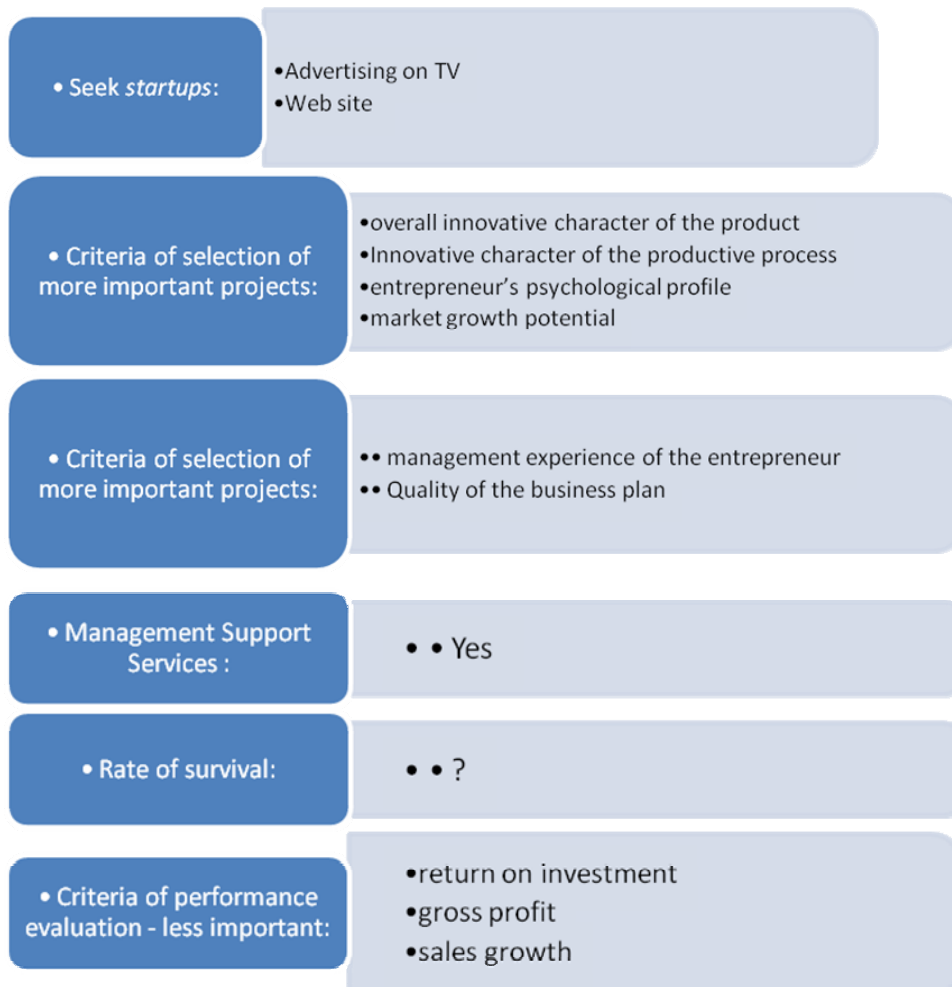 • Seek startups:
•Advertising on TV
•Web site
• Criteria of selection of
more important projects:
•overall innovative character of the product
•Innovative character of the productive process
•entrepreneur's psychological profile
•market growth potential
• Criteria of selection of
more important projects:
•• management experience of the entrepreneur
•• Quality of the business plan
• Management Support
Services :
• • Yes
• Rate of survival:
• • ?
• Criteria of performance
evaluation - less important:
•return on investment
•gross profit
•sales growth